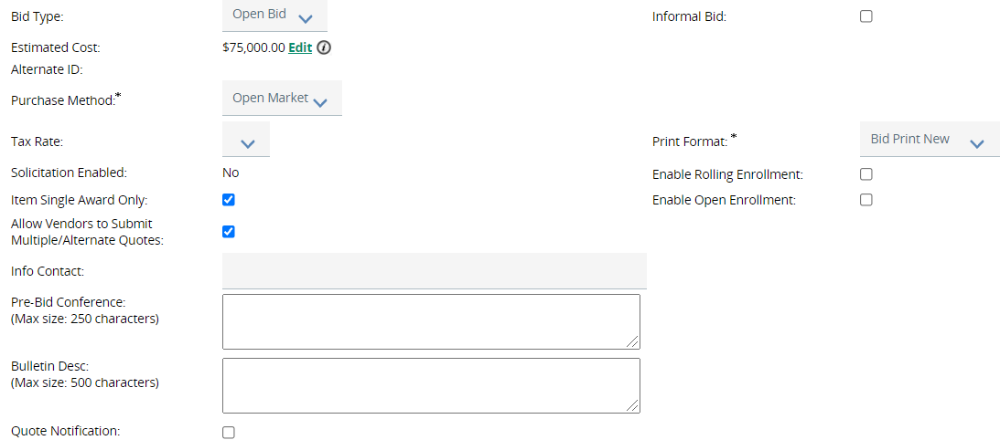 Bid Type: Open Bid Informal Bid:
Estimated Cost: $75,000.00 Edit i
Alternate ID:
Purchase Method:* Open Market
Tax Rate: Print Format: * Bid Print New
Solicitation Enabled: No Enable Rolling Enrollment:
Item Single Award Only: Enable Open Enrollment:
Allow Vendors to Submit
Multiple/Alternate Quotes:
Info Contact:
Pre-Bid Conference:
(Max size: 250 characters)
Bulletin Desc:
(Max size: 500 characters)
Quote Notification: